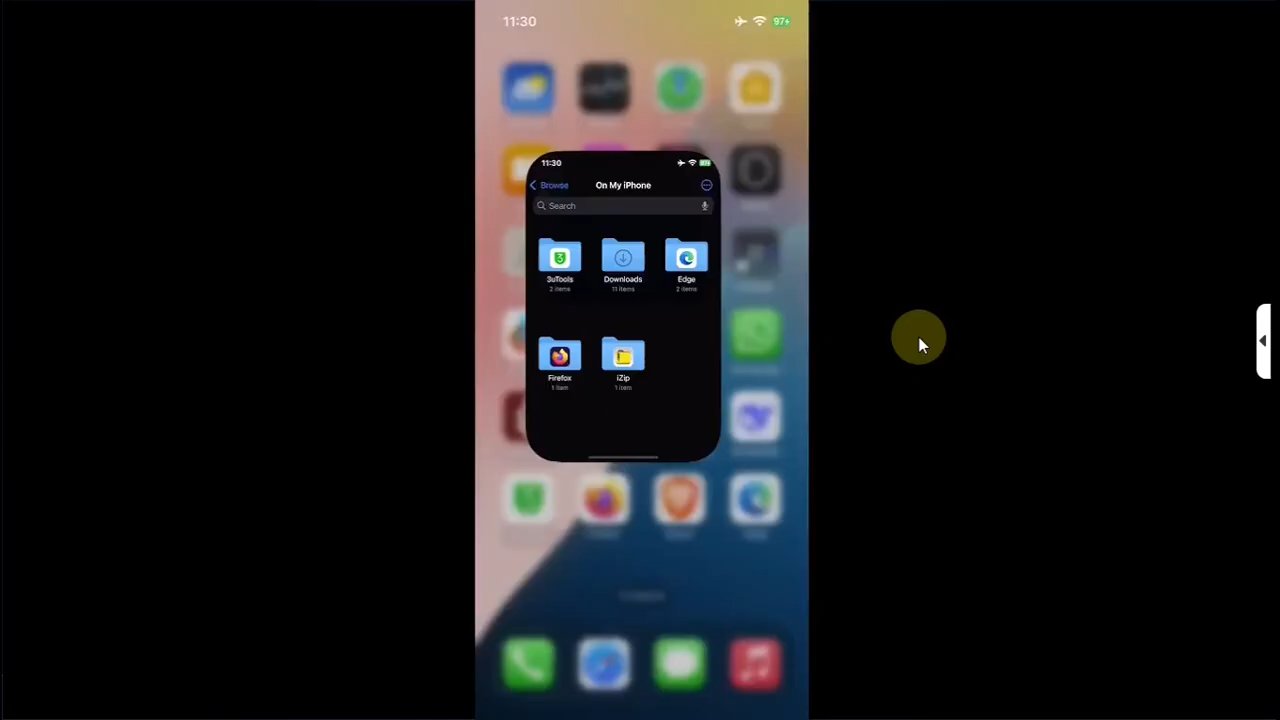 11:30
97+
11:30
97+
Browse
On My iPhone
Search
3uTools
Downloads
Edge
2 items
11 items
2 items
Firefox
iZip
1 item
1 item